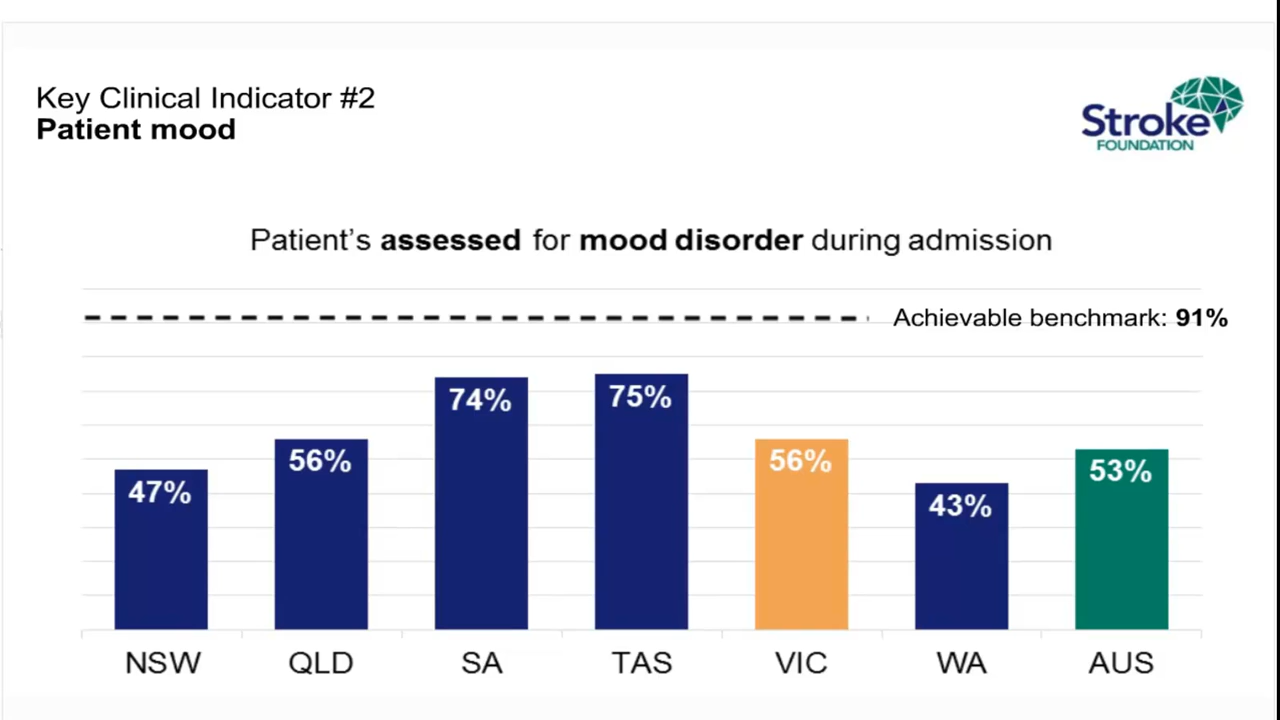 Key Clinical Indicator #2
Patient mood
Stroke
FOUNDATION
Patient's assessed for mood disorder during admission
Achievable benchmark: 91%
47%
56%
74%
75%
56%
43%
53%
NSW
QLD
SA
TAS
VIC
WA
AUS